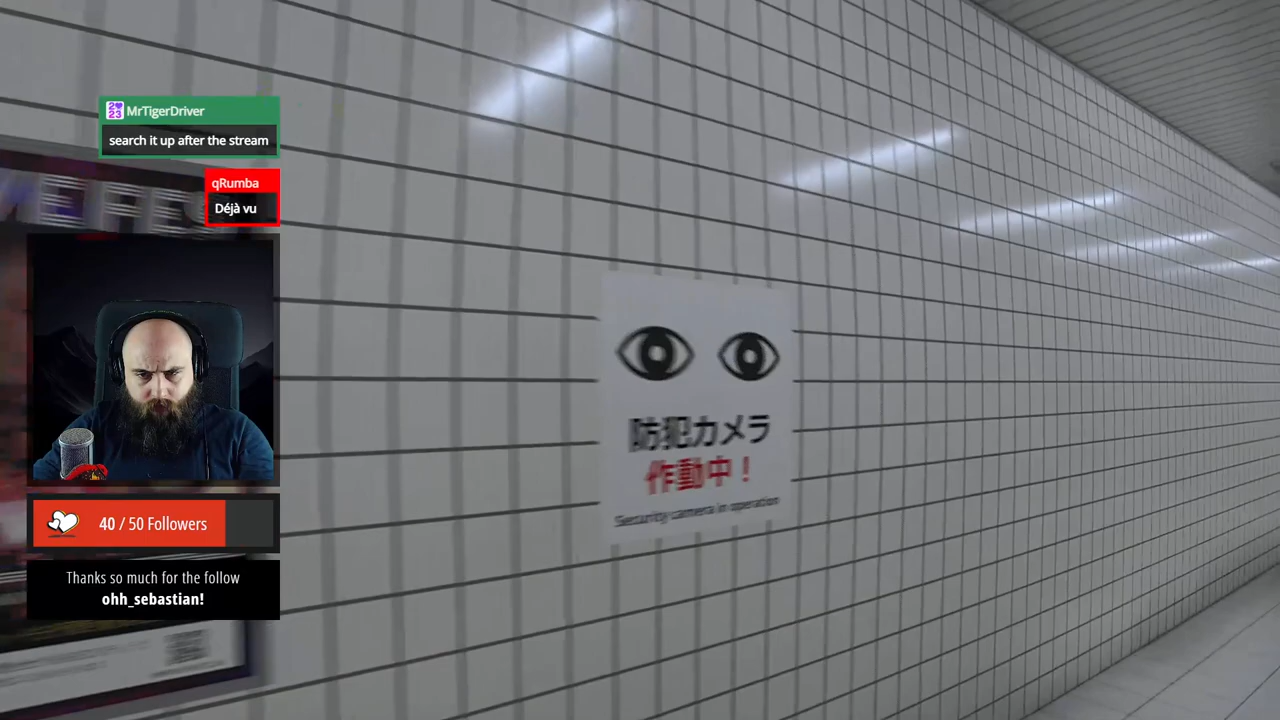 MrTigerDriver
search it up after the stream
qRumba
Déjà vu
防犯カメラ
作動中！
Security camera in operation
40 / 50 Followers
Thanks so much for the follow
ohh_sebastian!